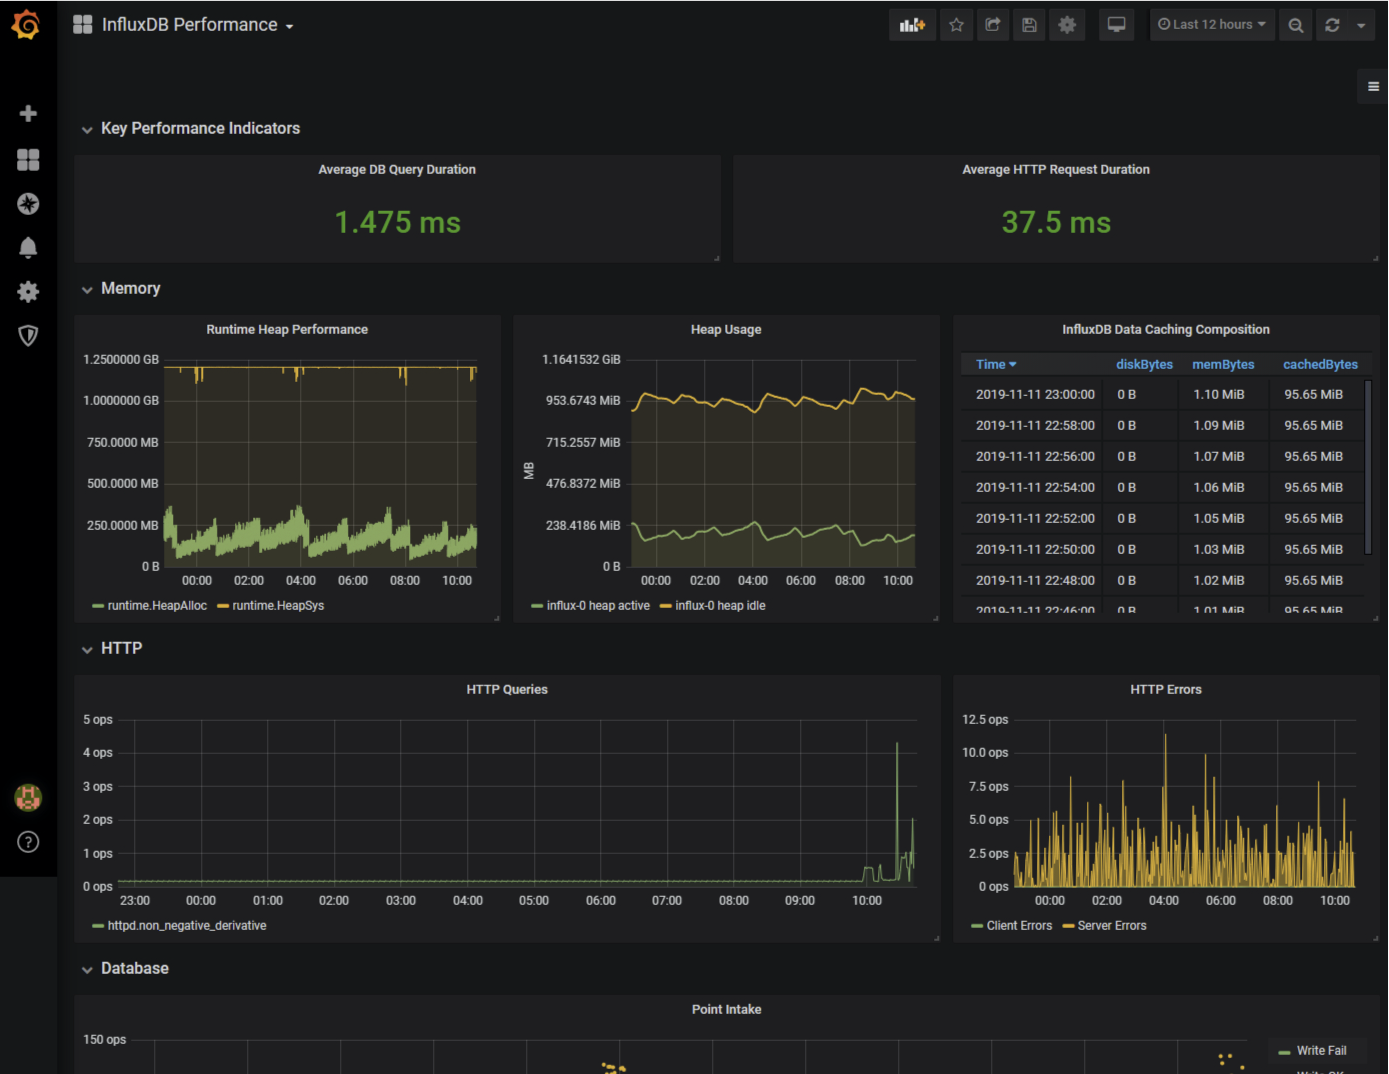 InfluxDB Performance
Last 12 hours
Key Performance Indicators
Average DB Query Duration
1.475 ms
Average HTTP Request Duration
37.5 ms
Memory
Runtime Heap Performance
1.2500000 GB
1.0000000 GB
750.0000 MB
500.0000 MB
250.0000 MB
0 B
00:00 02:00 04:00 06:00 08:00 10:00
runtime.HeapAlloc runtime.HeapSys
Heap Usage
MB
1.1641532 GiB
953.6743 MiB
715.2557 MiB
476.8372 MiB
238.4186 MiB
0 B
00:00 02:00 04:00 06:00 08:00 10:00
influx-0 heap active influx-0 heap idle
InfluxDB Data Caching Composition
Time diskBytes memBytes cachedBytes
2019-11-11 23:00:00 0 B 1.10 MiB 95.65 MiB
2019-11-11 22:58:00 0 B 1.09 MiB 95.65 MiB
2019-11-11 22:56:00 0 B 1.07 MiB 95.65 MiB
2019-11-11 22:54:00 0 B 1.06 MiB 95.65 MiB
2019-11-11 22:52:00 0 B 1.05 MiB 95.65 MiB
2019-11-11 22:50:00 0 B 1.03 MiB 95.65 MiB
2019-11-11 22:48:00 0 B 1.02 MiB 95.65 MiB
2019-11-11 22:46:00 0 B 1.01 MiB 95.65 MiB
HTTP
HTTP Queries
5 ops
4 ops
3 ops
2 ops
1 ops
0 ops
23:00 00:00 01:00 02:00 03:00 04:00 05:00 06:00 07:00 08:00 09:00 10:00
httpd.non_negative_derivative
HTTP Errors
12.5 ops
10.0 ops
7.5 ops
5.0 ops
2.5 ops
0 ops
00:00 02:00 04:00 06:00 08:00 10:00
Client Errors Server Errors
Database
Point Intake
150 ops
Write Fail